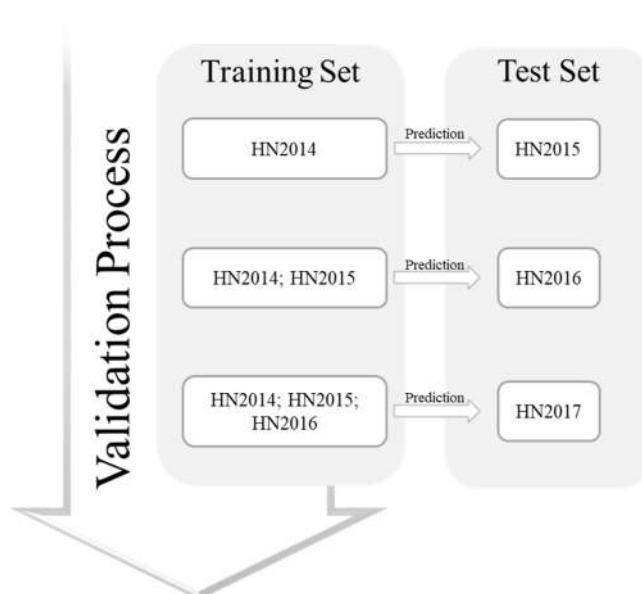 Training Set
Test Set
Validation Process
HN2014
Prediction
HN2015
HN2014; HN2015
Prediction
HN2016
HN2014; HN2015;
HN2016
Prediction
HN2017